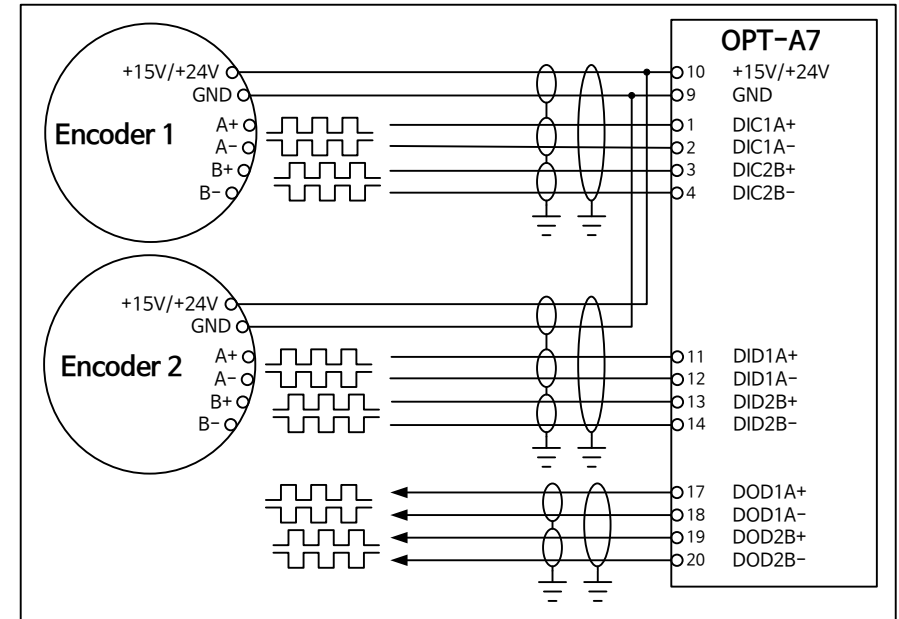 OPT-A7
+15V/+24V 10 +15V/+24V
GND 9 GND
Encoder 1
A+ 1 DIC1A+
A- 2 DIC1A-
B+ 3 DIC2B+
B- 4 DIC2B-
+15V/+24V
GND
Encoder 2
A+ 11 DID1A+
A- 12 DID1A-
B+ 13 DID2B+
B- 14 DID2B-
17 DOD1A+
18 DOD1A-
19 DOD2B+
20 DOD2B-